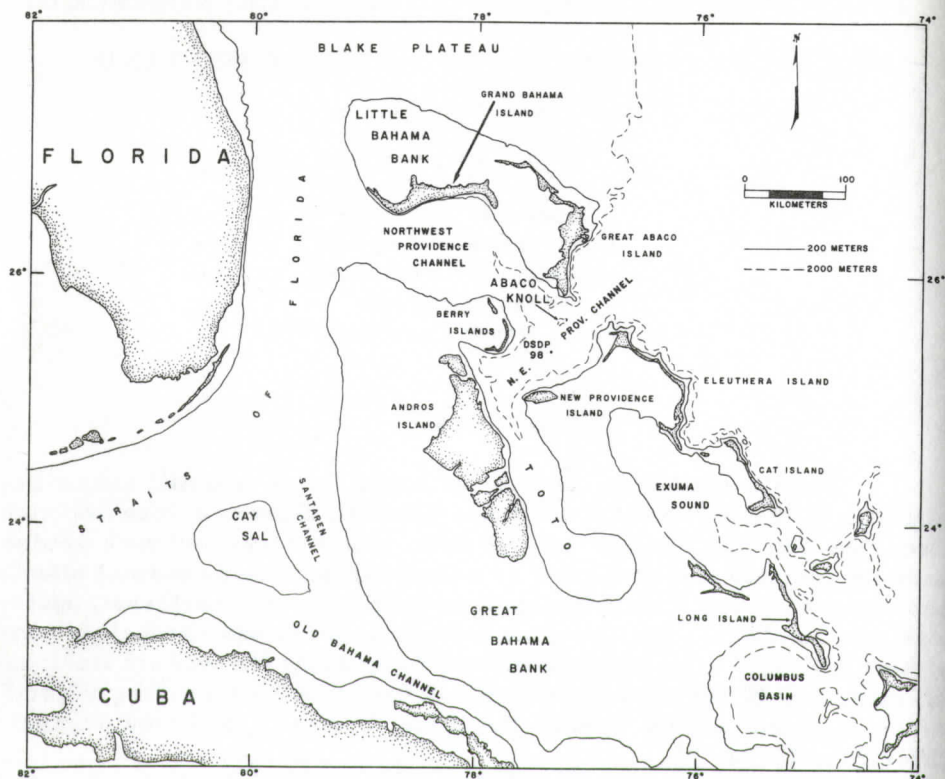 82°
80°
78°
76°
74°
BLAKE PLATEAU
N
GRAND BAHAMA
ISLAND
LITTLE
BAHAMA
BANK
FLORIDA
0 100
KILOMETERS
NORTHWEST
PROVIDENCE
CHANNEL
GREAT ABACO
ISLAND
200 METERS
2000 METERS
26°
26°
ABACO
KNOLL
BERRY
ISLANDS
DSDP
98
N. E. PROV. CHANNEL
ELEUTHERA ISLAND
NEW PROVIDENCE
ISLAND
ANDROS
ISLAND
TOTO
CAT ISLAND
EXUMA
SOUND
STRAITS OF FLORIDA
SANTAREN
CHANNEL
24°
24°
CAY
SAL
GREAT
BAHAMA
BANK
LONG ISLAND
OLD BAHAMA CHANNEL
COLUMBUS
BASIN
CUBA
82°
80°
78°
76°
74°